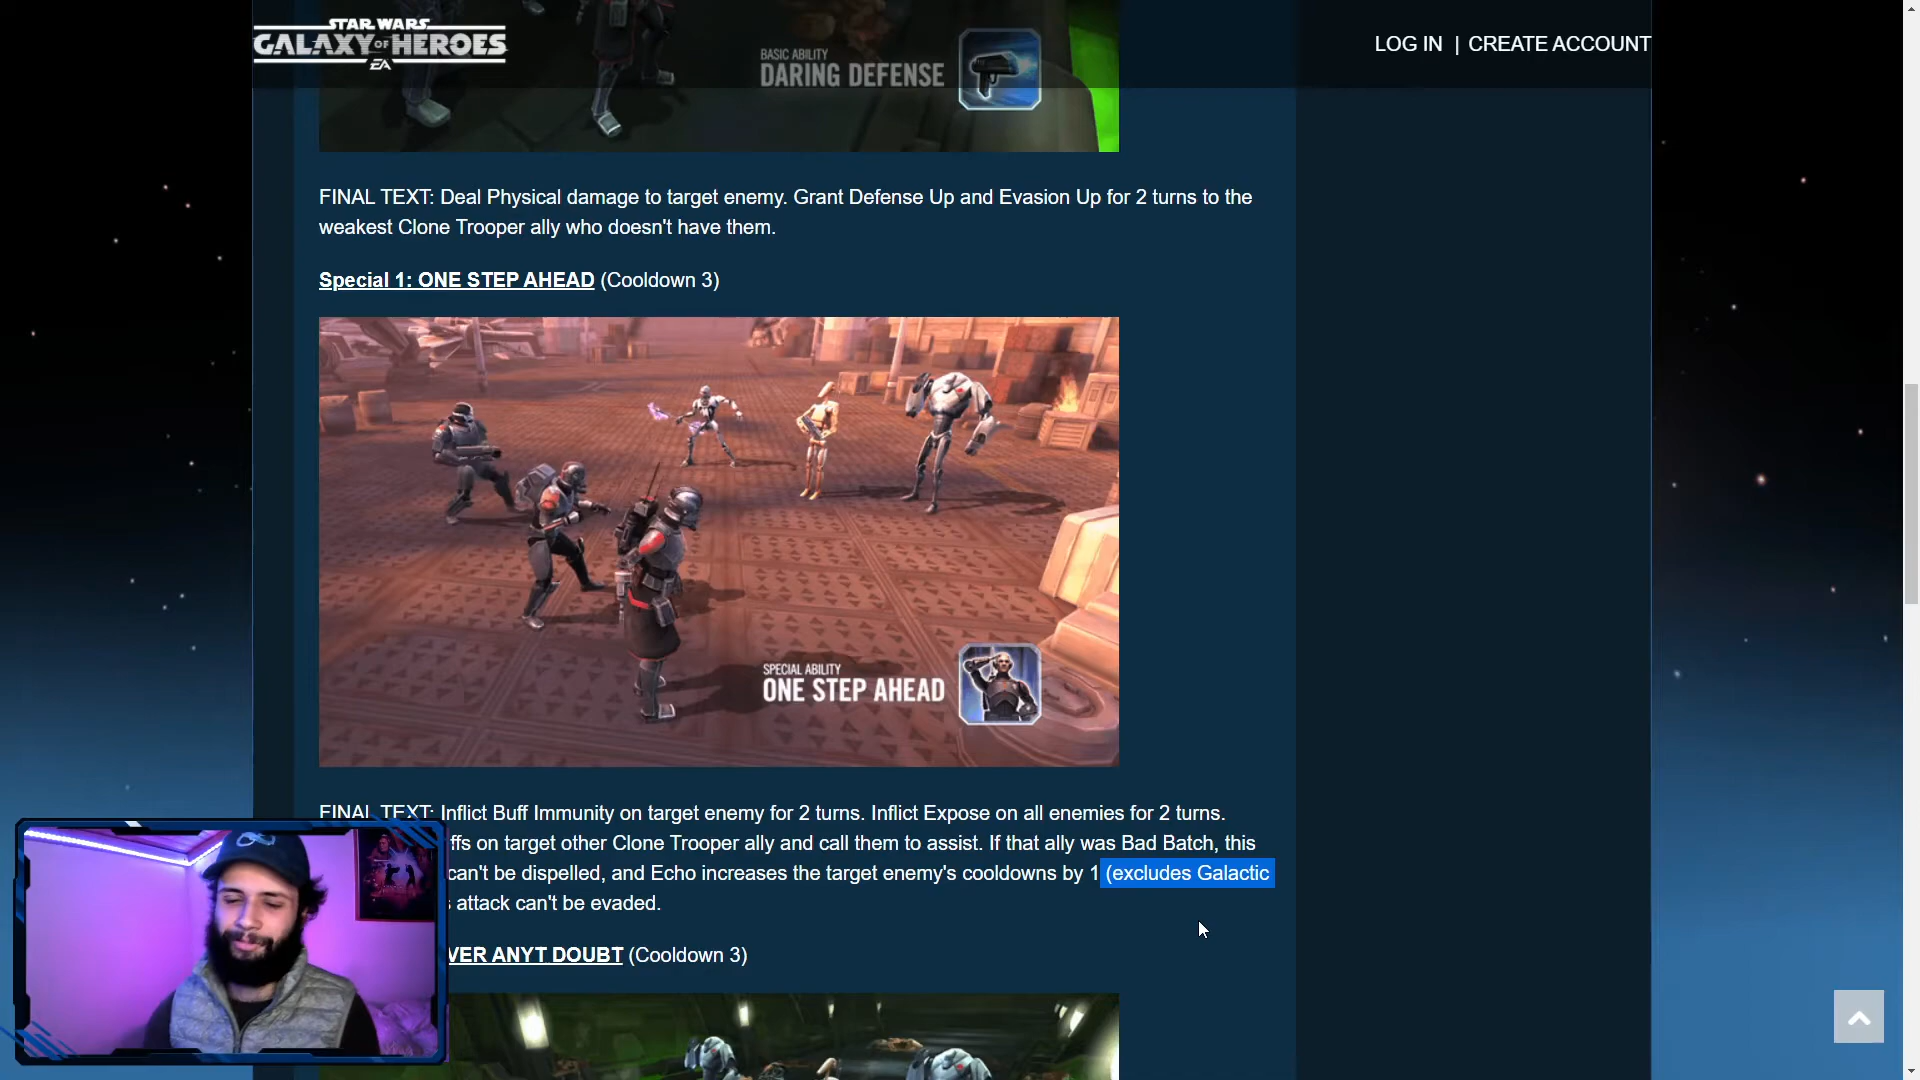 STAR WARS
GALAXY OF HEROES
EA
LOG IN | CREATE ACCOUNT
BASIC ABILITY
DARING DEFENSE
FINAL TEXT: Deal Physical damage to target enemy. Grant Defense Up and Evasion Up for 2 turns to the
weakest Clone Trooper ally who doesn't have them.
Special 1: ONE STEP AHEAD (Cooldown 3)
SPECIAL ABILITY
ONE STEP AHEAD
FINAL TEXT: Inflict Buff Immunity on target enemy for 2 turns. Inflict Expose on all enemies for 2 turns.
ffs on target other Clone Trooper ally and call them to assist. If that ally was Bad Batch, this
can't be dispelled, and Echo increases the target enemy's cooldowns by 1 (excludes Galactic
attack can't be evaded.
VER ANYT DOUBT (Cooldown 3)